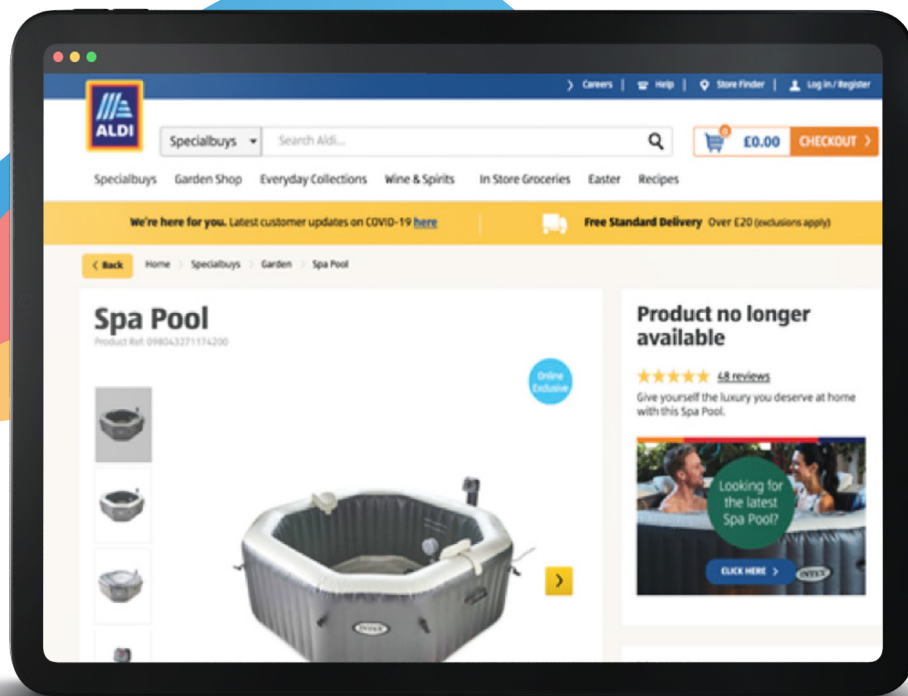 Careers
Help
Store Finder
Log in / Register
ALDI
Specialbuys
Search Aldi...
0
£0.00
CHECKOUT
Specialbuys
Garden Shop
Everyday Collections
Wine & Spirits
In Store Groceries
Easter
Recipes
We're here for you. Latest customer updates on COVID-19 here
Free Standard Delivery Over £20 (exclusions apply)
Back
Home
Specialbuys
Garden
Spa Pool
Spa Pool
Product Ref: 098043271174200
Online
Exclusive
INTEX
Product no longer
available
48 reviews
Give yourself the luxury you deserve at home
with this Spa Pool.
Looking for
the latest
Spa Pool?
CLICK HERE
INTEX